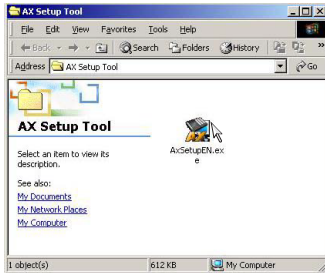 AX Setup Tool
File Edit View Favorites Tools Help
Back Search Folders History »
Address AX Setup Tool Go
AX Setup Tool
Select an item to view its
description.
See also:
My Documents
My Network Places
My Computer
AxSetupEN.ex
e
1 object(s) 612 KB My Computer